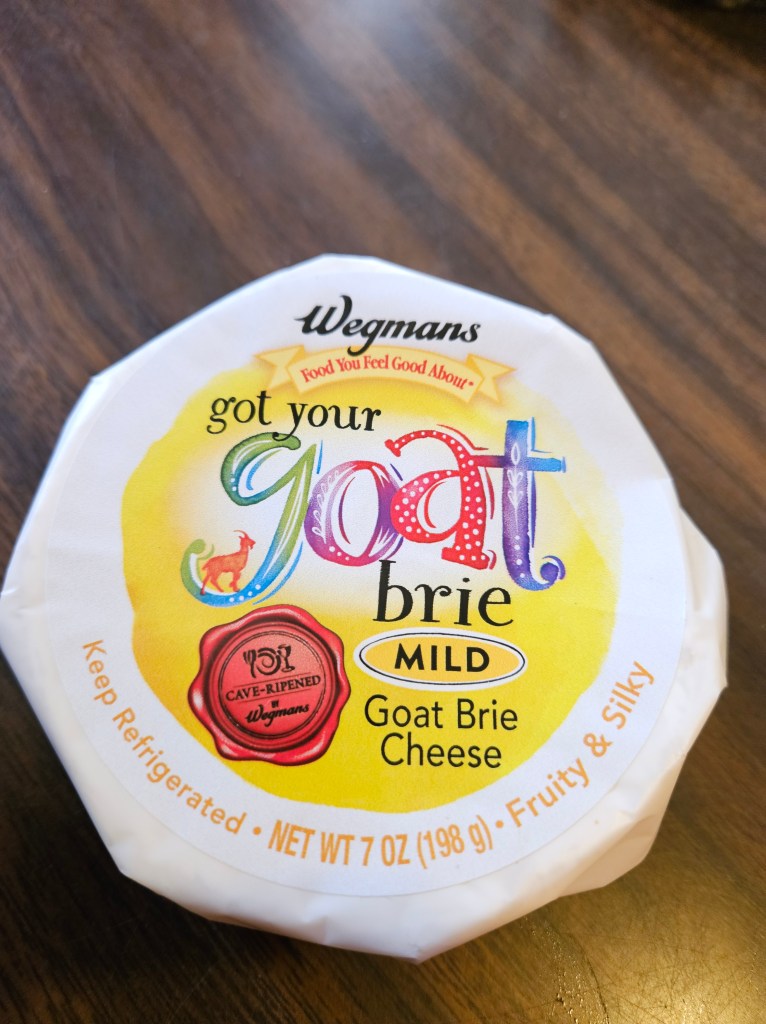 Wegmans
Food You Feel Good About*
got your
goat
brie
MILD
CAVE-RIPENED
BY
Wegmans
Goat Brie
Cheese
Keep Refrigerated • NET WT 7 OZ (198 g) • Fruity & Silky